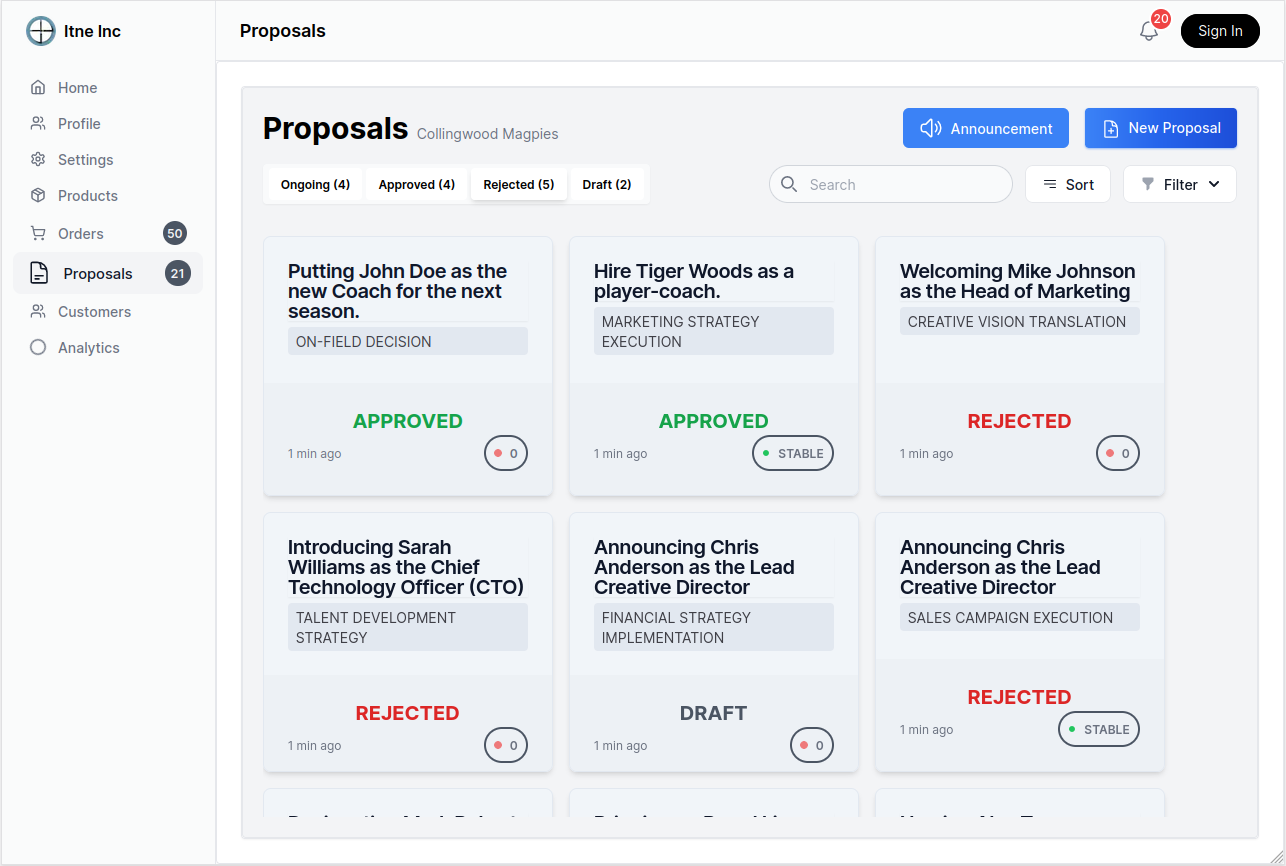 Itne Inc
Proposals
20
Sign In
Home
Profile
Settings
Products
Orders
50
Proposals
21
Customers
Analytics
Proposals Collingwood Magpies
Announcement
New Proposal
Ongoing (4)
Approved (4)
Rejected (5)
Draft (2)
Search
Sort
Filter
Putting John Doe as the
new Coach for the next
season.
ON-FIELD DECISION
APPROVED
1 min ago
0
Hire Tiger Woods as a
player-coach.
MARKETING STRATEGY
EXECUTION
APPROVED
1 min ago
STABLE
Welcoming Mike Johnson
as the Head of Marketing
CREATIVE VISION TRANSLATION
REJECTED
1 min ago
0
Introducing Sarah
Williams as the Chief
Technology Officer (CTO)
TALENT DEVELOPMENT
STRATEGY
REJECTED
1 min ago
0
Announcing Chris
Anderson as the Lead
Creative Director
FINANCIAL STRATEGY
IMPLEMENTATION
DRAFT
1 min ago
0
Announcing Chris
Anderson as the Lead
Creative Director
SALES CAMPAIGN EXECUTION
REJECTED
1 min ago
STABLE